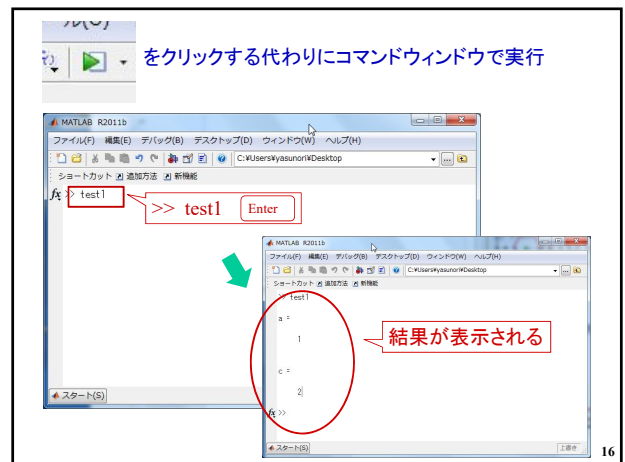 をクリックする代わりにコマンドウィンドウで実行
MATLAB R2011b
ファイル(F) 編集(E) デバッグ(B) デスクトップ(D) ウィンドウ(W) ヘルプ(H)
C:¥Users¥yasunori¥Desktop
ショートカット 追加方法 新機能
fx >> test1
>> test1 Enter
スタート(S)
MATLAB R2011b
ファイル(F) 編集(E) デバッグ(B) デスクトップ(D) ウィンドウ(W) ヘルプ(H)
C:¥Users¥yasunori¥Desktop
ショートカット 追加方法 新機能
>> test1
a =
1
結果が表示される
c =
2
fx >>
スタート(S)
上書き
16